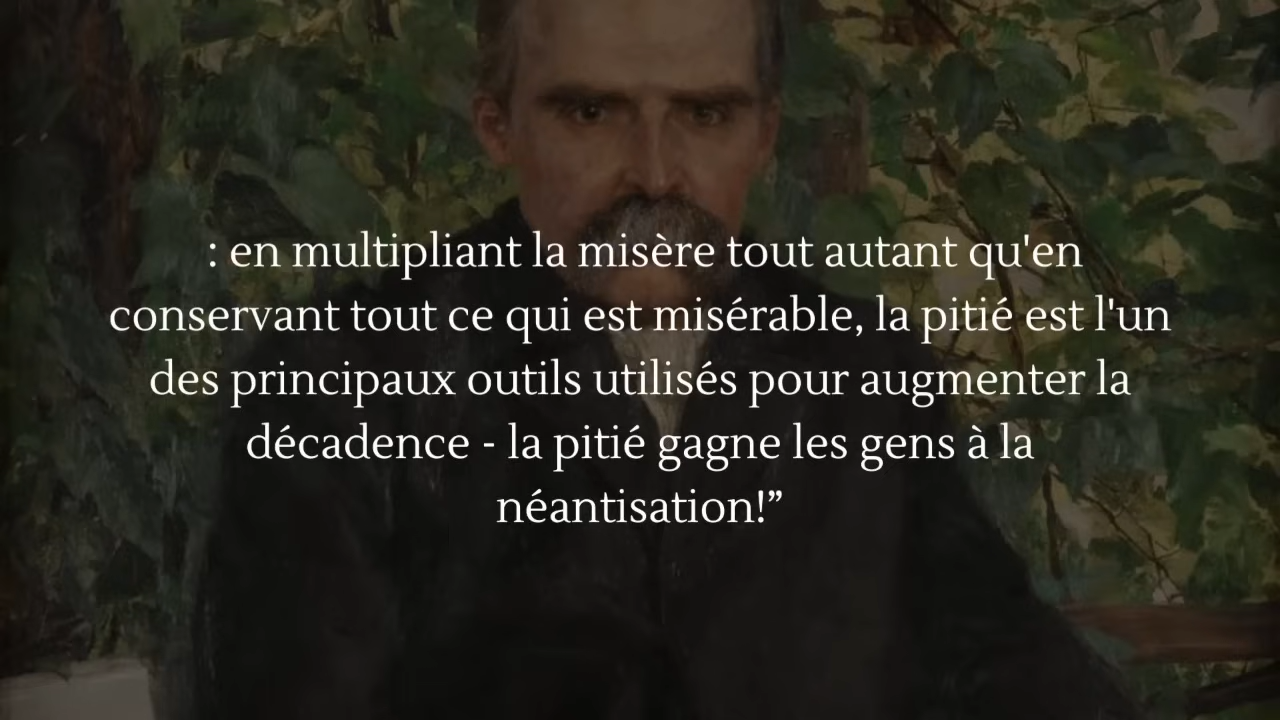 : en multipliant la misère tout autant qu'en
conservant tout ce qui est misérable, la pitié est l'un
des principaux outils utilisés pour augmenter la
décadence - la pitié gagne les gens à la
néantisation!”